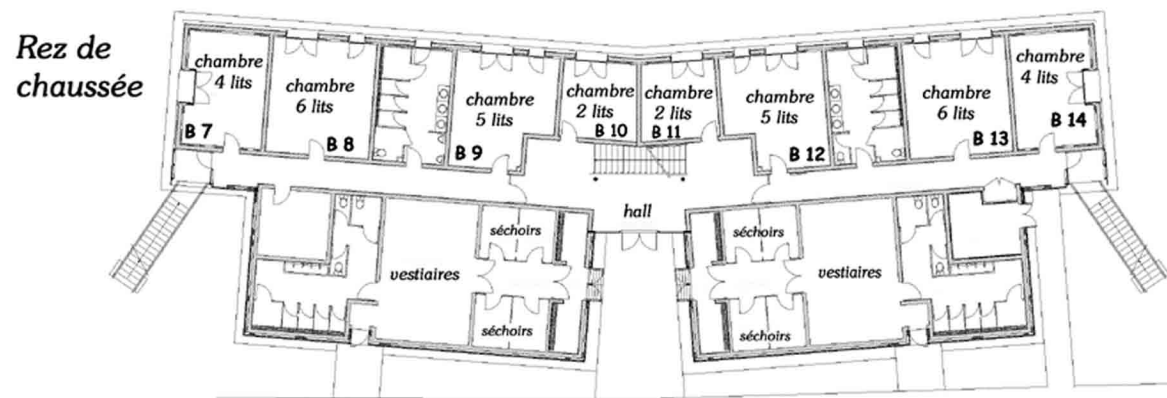 Rez de
chaussée
chambre
4 lits
B 7
chambre
6 lits
B 8
chambre
5 lits
B 9
chambre
2 lits
B 10
chambre
2 lits
B 11
chambre
5 lits
B 12
chambre
6 lits
B 13
chambre
4 lits
B 14
hall
séchoirs
vestiaires
séchoirs
séchoirs
vestiaires
séchoirs